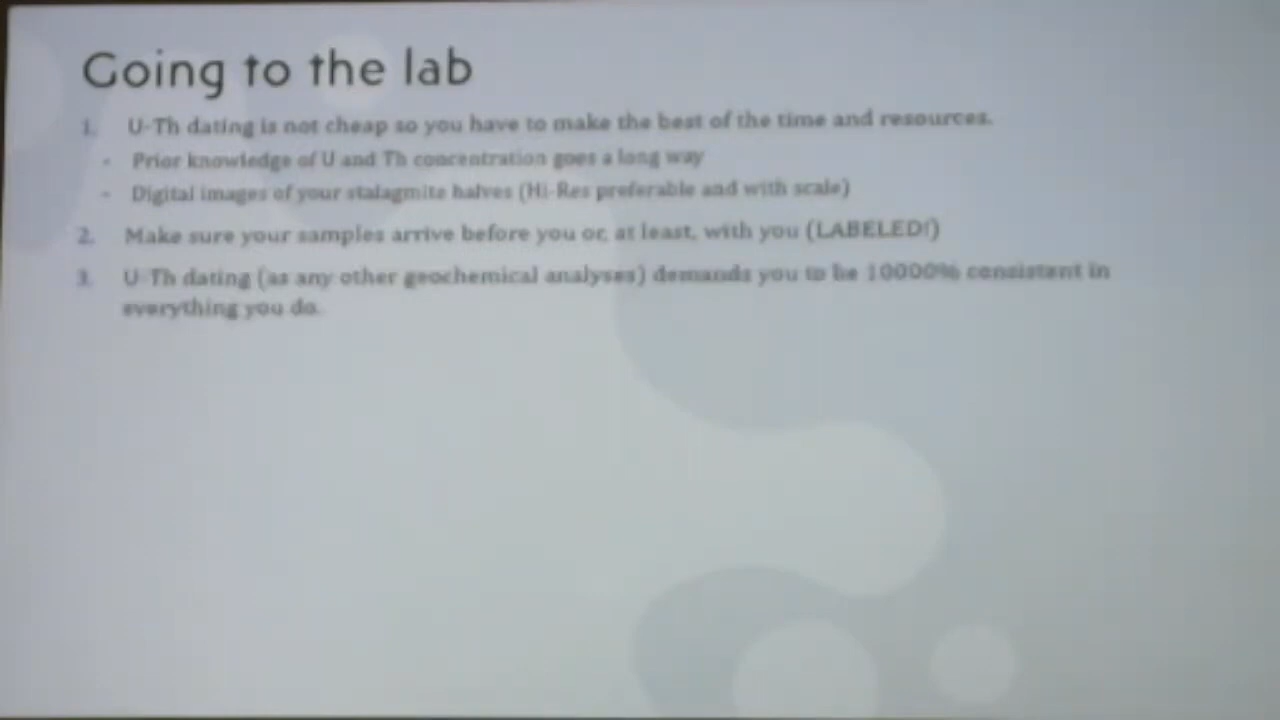 Going to the lab
1. U-Th dating is not cheap so you have to make the best of the time and resources.
- Prior knowledge of U and Th concentration goes a long way
- Digital images of your stalagmite halves (Hi-Res preferable and with scale)
2. Make sure your samples arrive before you or, at least, with you (LABELED!)
3. U-Th dating (as any other geochemical analyses) demands you to be 10000% consistent in
everything you do.